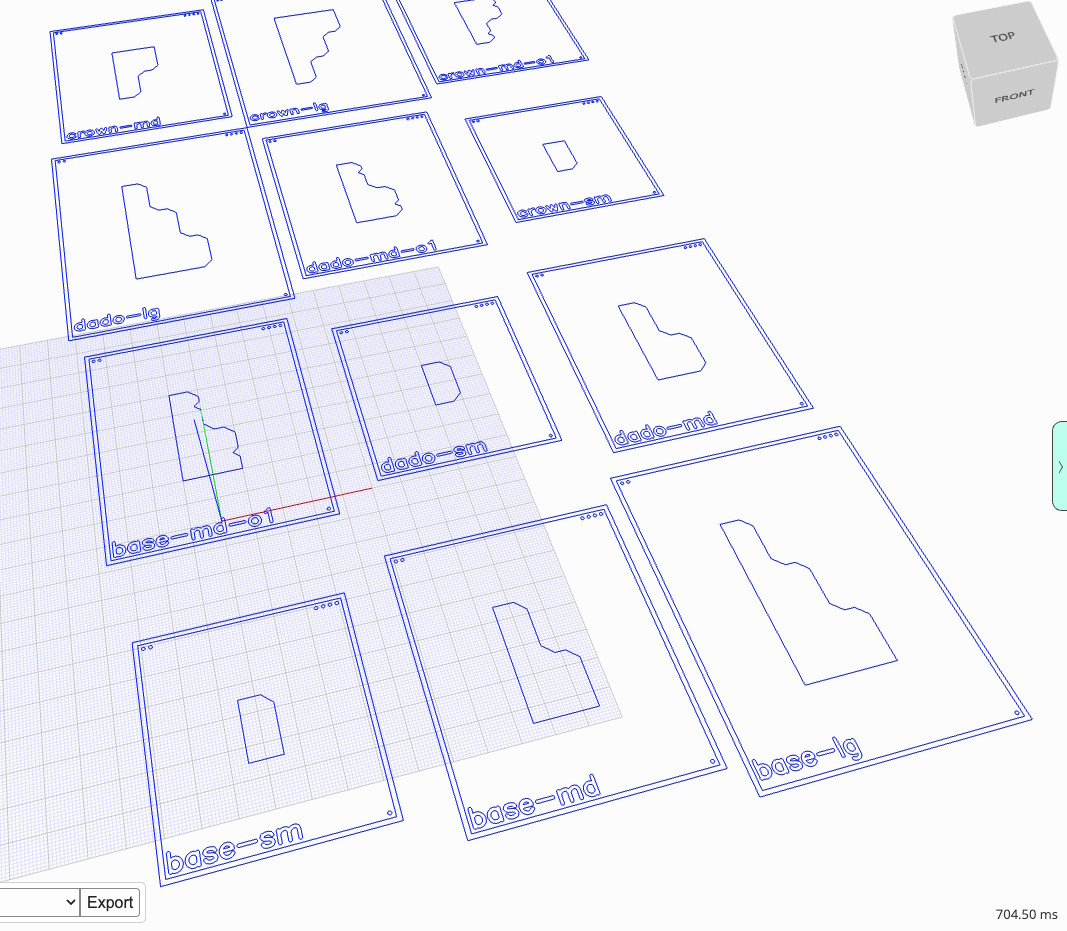 crown-md
crown-lg
crown-md-o1
TOP
FRONT
dado-lg
dado-md-o1
crown-sm
base-md-o1
dado-sm
dado-md
base-sm
base-md
base-lg
Export
704.50 ms